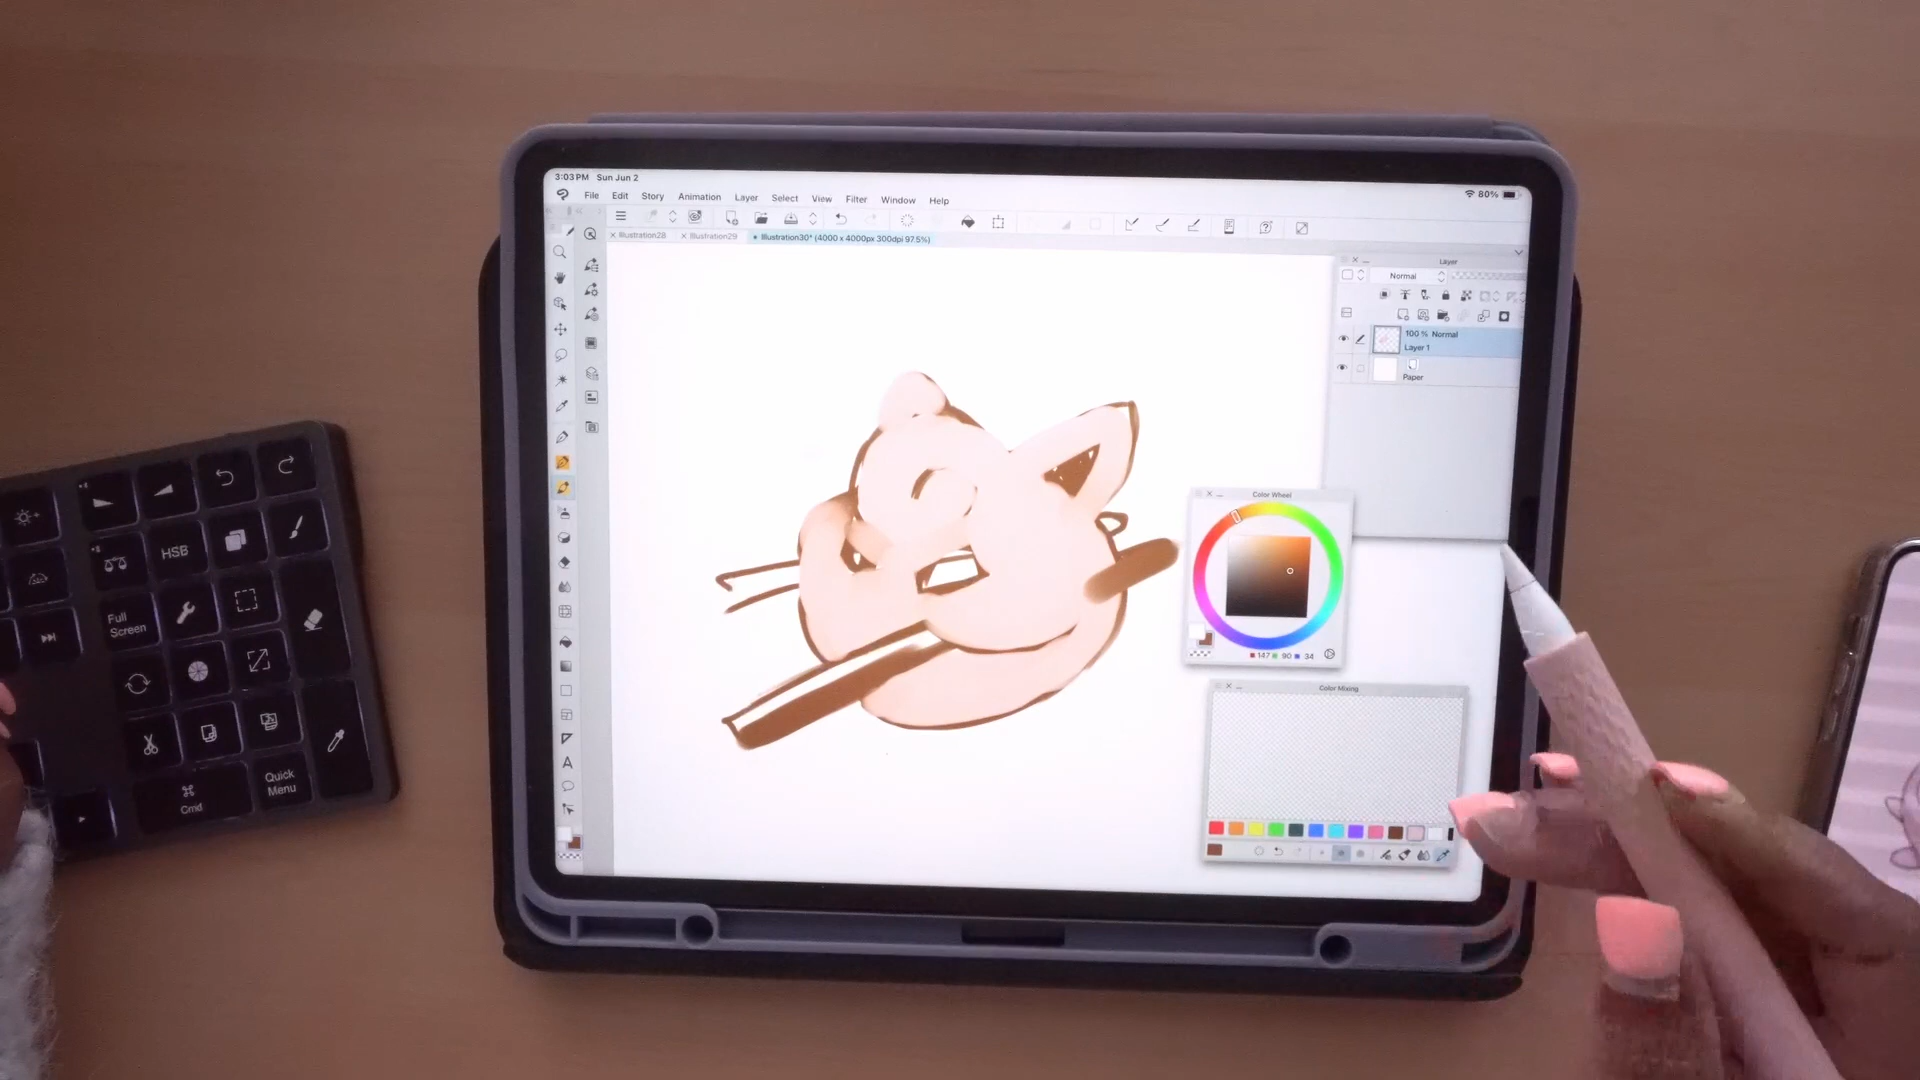 3:03 PM Sun Jun 2
80%
File Edit Story Animation Layer Select View Filter Window Help
Illustration28
Illustration29
Illustration30* (4000 x 4000px 300dpi 97.5%)
Layer
Normal
100 % Normal
Layer 1
Paper
Color Wheel
147 90 34
Color Mixing
A
HSB
Full
Screen
Quick
Menu
Cmd